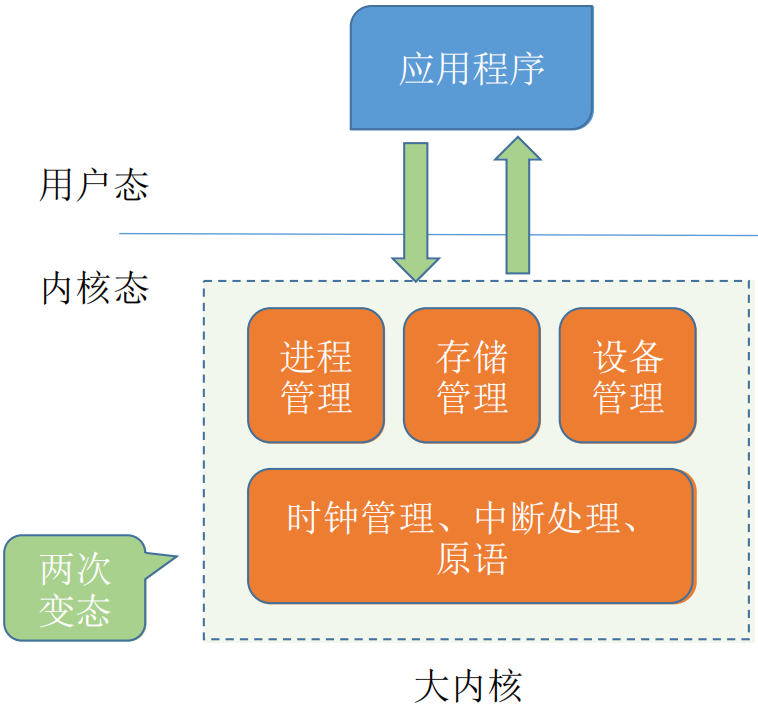 应用程序
用户态
内核态
进程
管理
存储
管理
设备
管理
时钟管理、中断处理、
原语
两次
变态
大内核